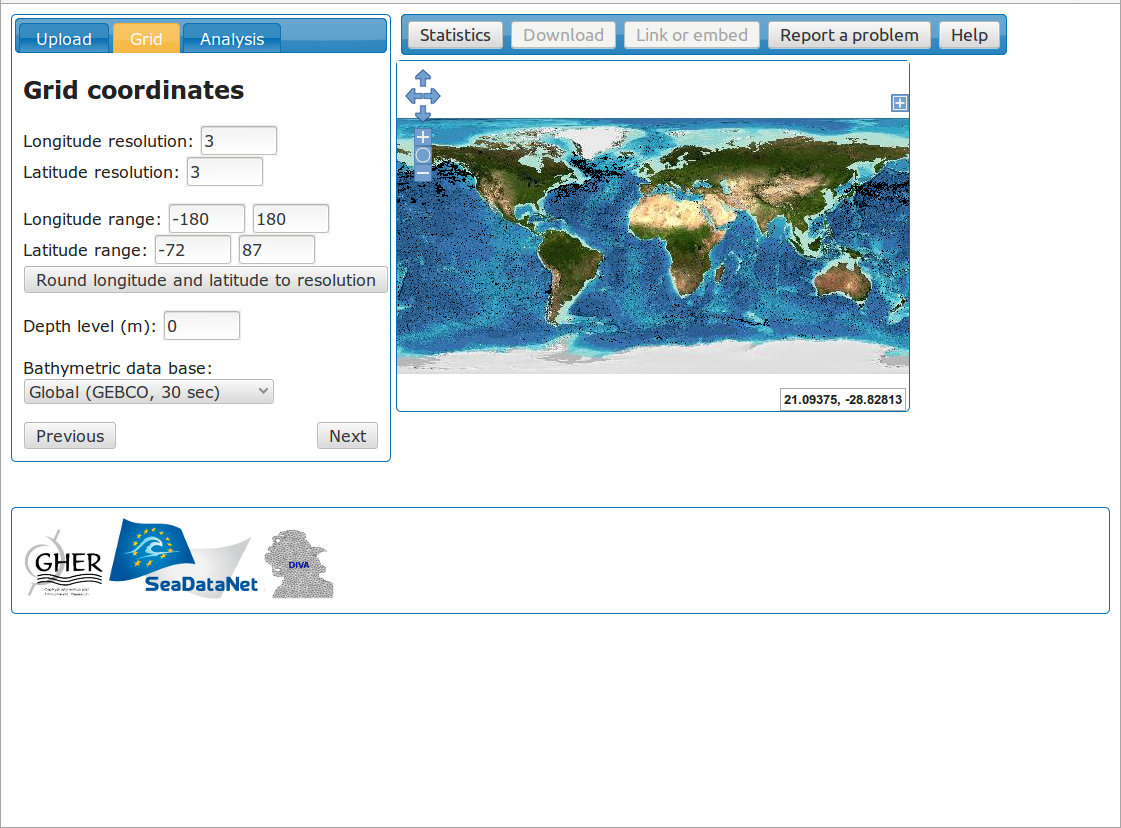 Upload Grid Analysis
Statistics Download Link or embed Report a problem Help
Grid coordinates
Longitude resolution: 3
Latitude resolution: 3
Longitude range: -180 180
Latitude range: -72 87
Round longitude and latitude to resolution
Depth level (m): 0
Bathymetric data base:
Global (GEBCO, 30 sec)
Previous Next
21.09375, -28.82813
GHER
SeaDataNet
DIVA